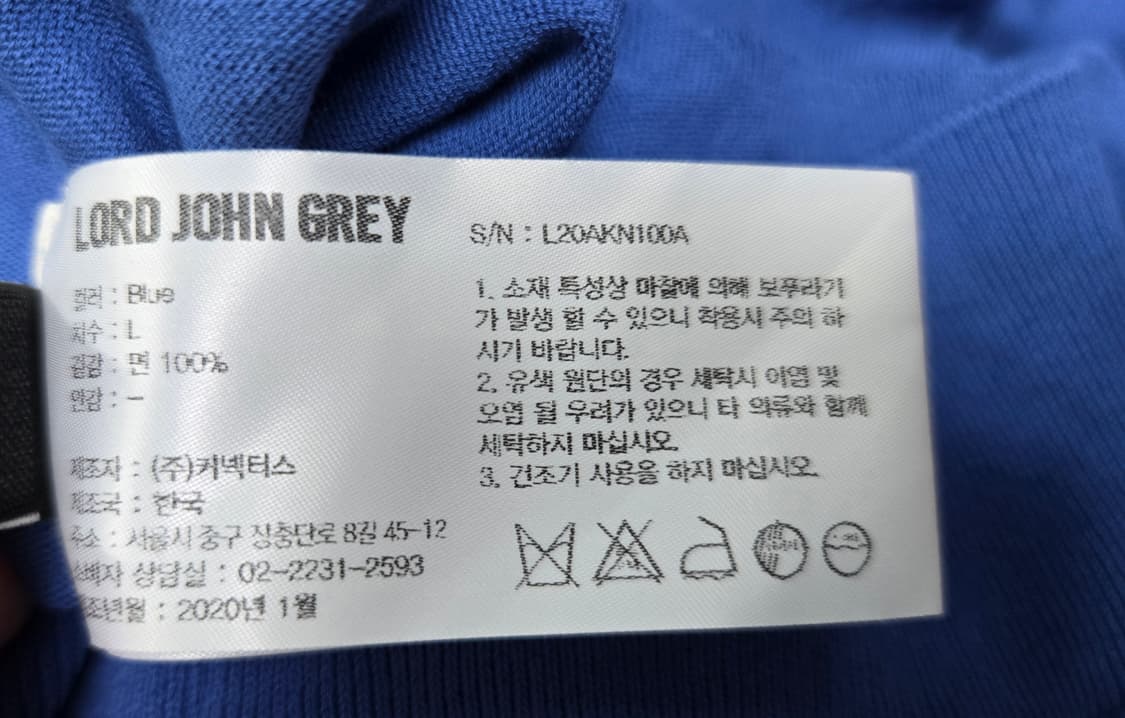 LORD JOHN GREY
S/N : L20AKN100A
컬러 : Blue
치수 : L
겉감 : 면 100%
안감 : -
제조자 : (주)커넥터스
제조국 : 한국
주소 : 서울시 중구 장충단로 8길 45-12
소비자 상담실 : 02-2231-2593
제조년월 : 2020년 1월
1. 소재 특성상 마찰에 의해 보푸라기
가 발생 할 수 있으니 착용시 주의 하
시기 바랍니다.
2. 유색 원단의 경우 세탁시 이염 및
오염 될 우려가 있으니 타 의류와 함께
세탁하지 마십시오.
3. 건조기 사용을 하지 마십시오.